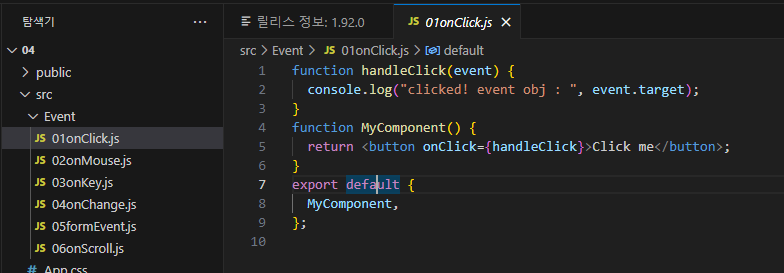 탐색기 ...
04
public
src
Event
JS 01onClick.js
JS 02onMouse.js
JS 03onKey.js
JS 04onChange.js
JS 05formEvent.js
JS 06onScroll.js
# App.css
릴리스 정보: 1.92.0
JS 01onClick.js
src > Event > JS 01onClick.js > default
1 function handleClick(event) {
2 console.log("clicked! event obj : ", event.target);
3 }
4 function MyComponent() {
5 return <button onClick={handleClick}>Click me</button>;
6 }
7 export default {
8 MyComponent,
9 };
10